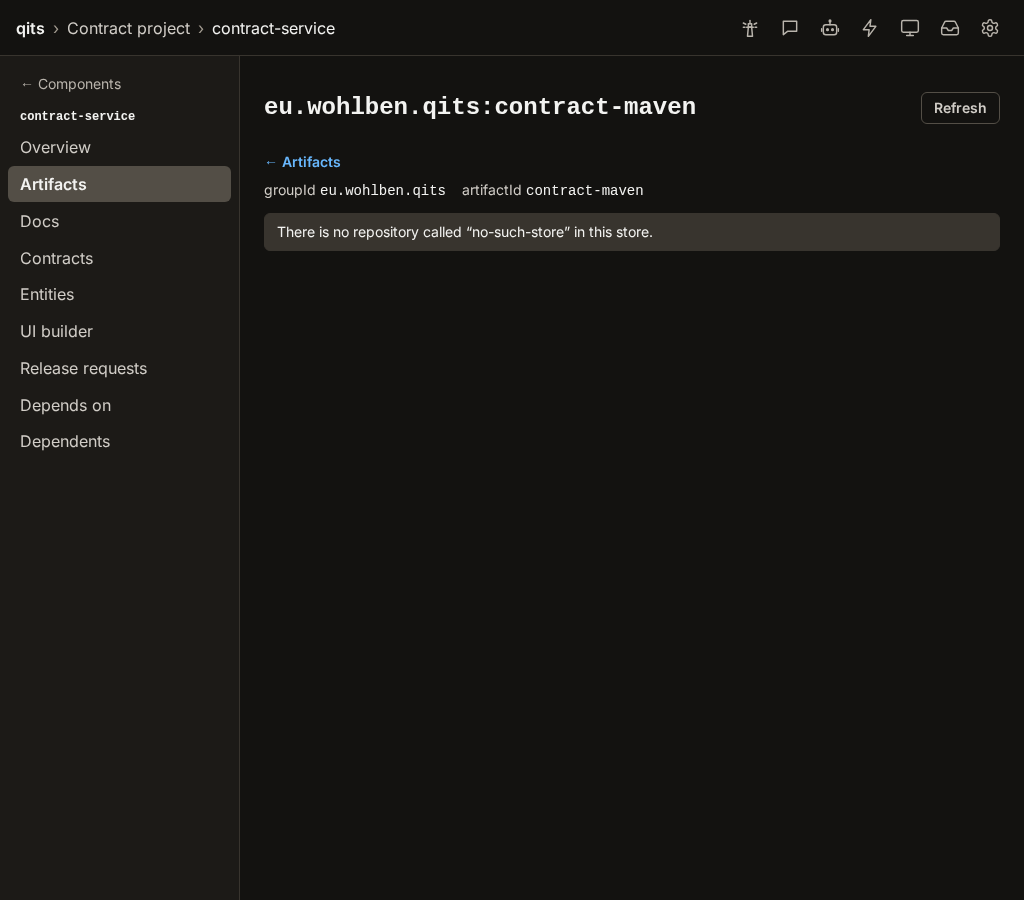 qits › Contract project › contract-service
← Components
contract-service
Overview
Artifacts
Docs
Contracts
Entities
UI builder
Release requests
Depends on
Dependents
eu.wohlben.qits:contract-maven
Refresh
← Artifacts
groupId eu.wohlben.qits artifactId contract-maven
There is no repository called “no-such-store” in this store.